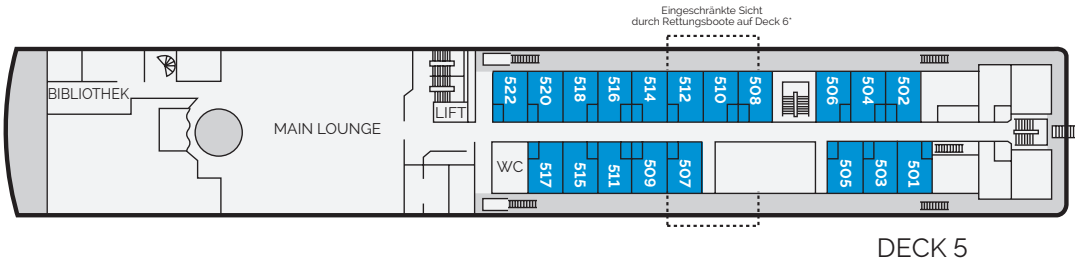 Eingeschränkte Sicht
durch Rettungsboote auf Deck 6*
BIBLIOTHEK
MAIN LOUNGE
LIFT
522 520 518 516 514 512 510 508 506 504 502
WC
517 515 511 509 507 505 503 501
DECK 5